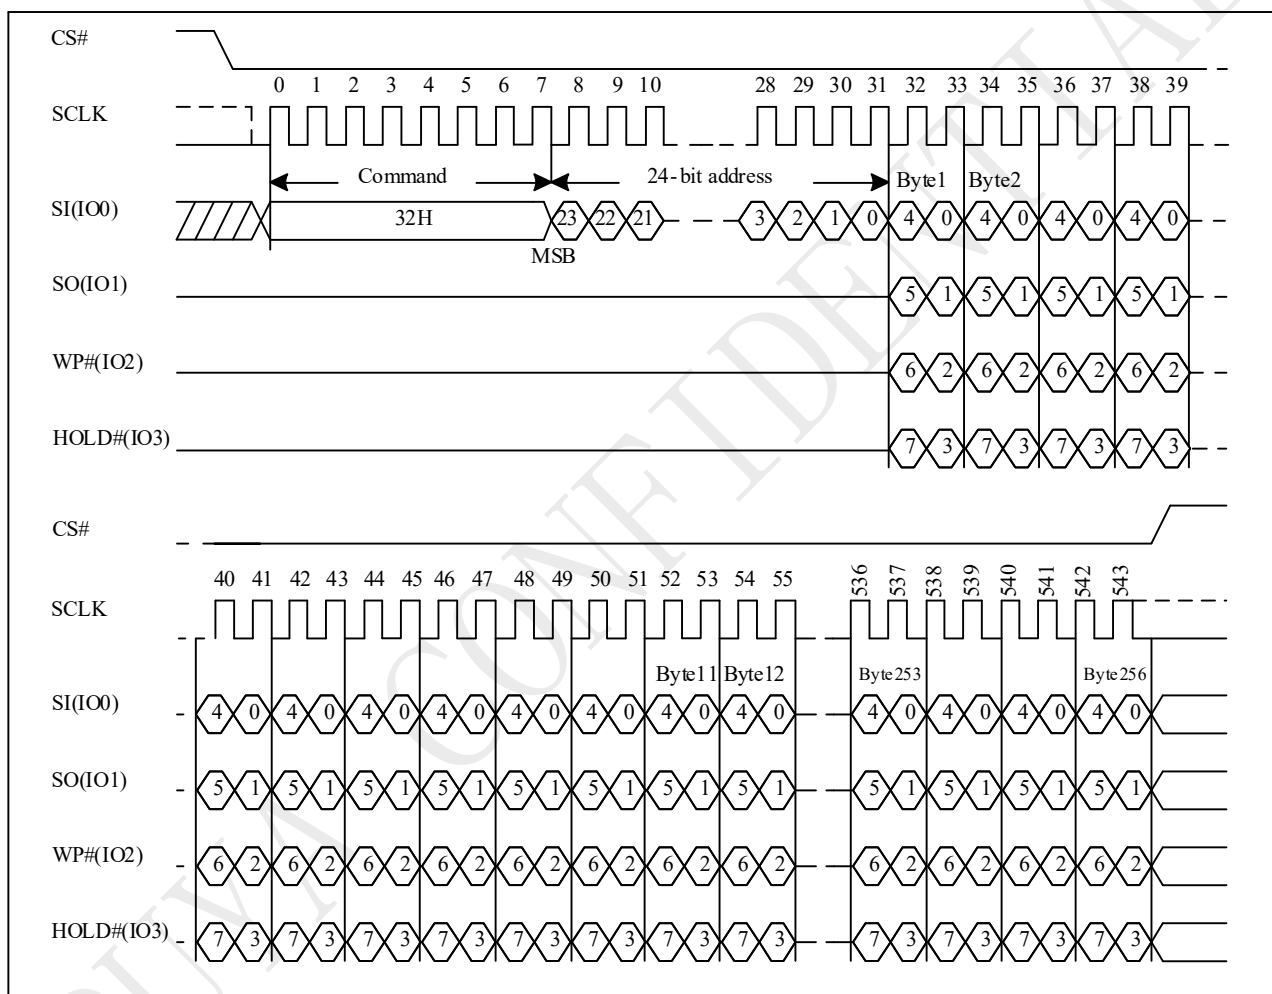 CS#
0 1 2 3 4 5 6 7 8 9 10 28 29 30 31 32 33 34 35 36 37 38 39
SCLK
Command 24-bit address Byte1 Byte2
SI(IO0) 32H 23 22 21 3 2 1 0 4 0 4 0 4 0 4 0
MSB
SO(IO1) 5 1 5 1 5 1 5 1
WP#(IO2) 6 2 6 2 6 2 6 2
HOLD#(IO3) 7 3 7 3 7 3 7 3
CS#
40 41 42 43 44 45 46 47 48 49 50 51 52 53 54 55 536 537 538 539 540 541 542 543
SCLK
Byte11 Byte12 Byte253 Byte256
SI(IO0) 4 0 4 0 4 0 4 0 4 0 4 0 4 0 4 0 4 0 4 0 4 0 4 0
SO(IO1) 5 1 5 1 5 1 5 1 5 1 5 1 5 1 5 1 5 1 5 1 5 1 5 1
WP#(IO2) 6 2 6 2 6 2 6 2 6 2 6 2 6 2 6 2 6 2 6 2 6 2 6 2
HOLD#(IO3) 7 3 7 3 7 3 7 3 7 3 7 3 7 3 7 3 7 3 7 3 7 3 7 3
CONFIDENTIAL